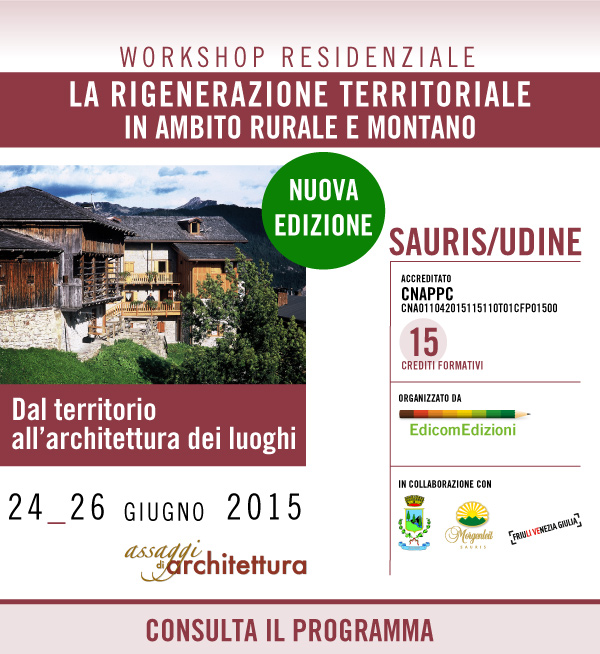 WORKSHOP RESIDENZIALE
LA RIGENERAZIONE TERRITORIALE
IN AMBITO RURALE E MONTANO
NUOVA
EDIZIONE
SAURIS/UDINE
ACCREDITATO
CNAPPC
CNA011042015115110T01CFP01500
15
CREDITI FORMATIVI
Dal territorio
all'architettura dei luoghi
ORGANIZZATO DA
EdicomEdizioni
24_26 GIUGNO 2015
assaggi
di architettura
IN COLLABORAZIONE CON
Morgenleit
SAURIS
FRIULI VENEZIA GIULIA
CONSULTA IL PROGRAMMA